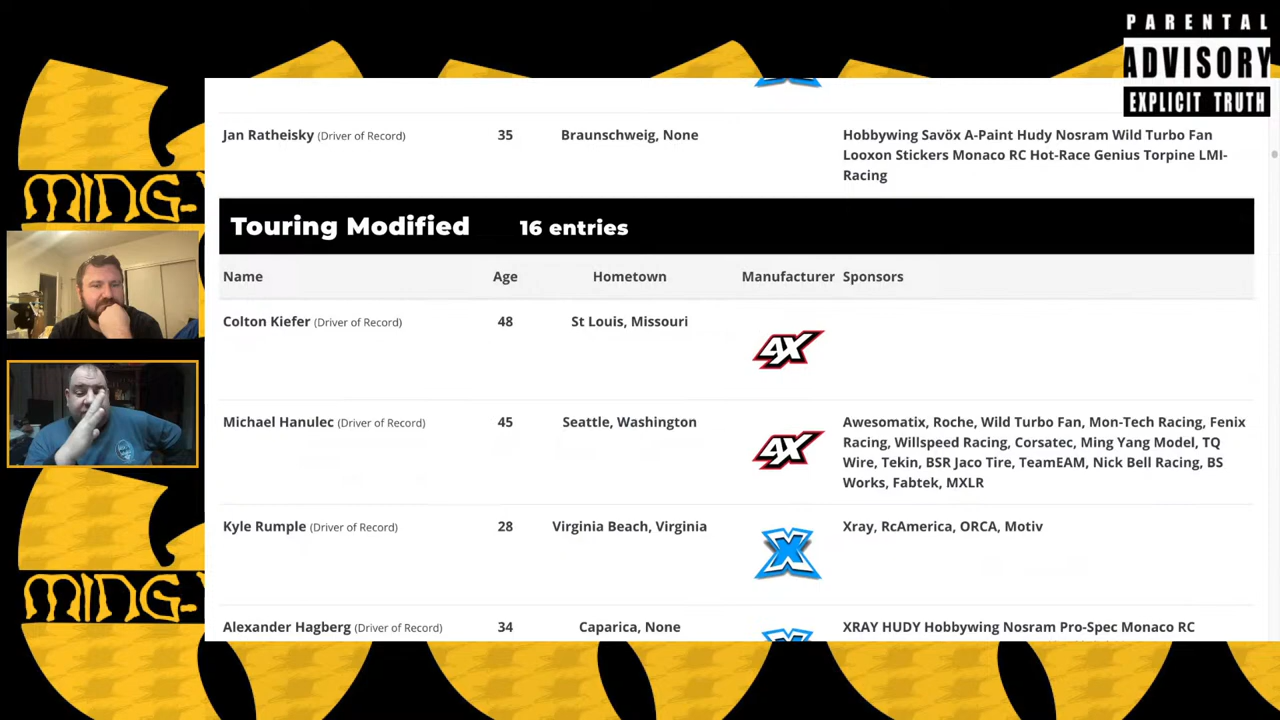 PARENTAL
ADVISORY
EXPLICIT TRUTH
Jan Ratheisky (Driver of Record) 35 Braunschweig, None Hobbywing Savöx A-Paint Hudy Nosram Wild Turbo Fan
Looxon Stickers Monaco RC Hot-Race Genius Torpine LMI-
Racing
Touring Modified 16 entries
Name Age Hometown Manufacturer Sponsors
Colton Kiefer (Driver of Record) 48 St Louis, Missouri 4X
Michael Hanulec (Driver of Record) 45 Seattle, Washington 4X Awesomatix, Roche, Wild Turbo Fan, Mon-Tech Racing, Fenix
Racing, Willspeed Racing, Corsatec, Ming Yang Model, TQ
Wire, Tekin, BSR Jaco Tire, TeamEAM, Nick Bell Racing, BS
Works, Fabtek, MXLR
Kyle Rumple (Driver of Record) 28 Virginia Beach, Virginia X Xray, RcAmerica, ORCA, Motiv
Alexander Hagberg (Driver of Record) 34 Caparica, None XRAY HUDY Hobbywing Nosram Pro-Spec Monaco RC
MING-
MING-
MING-